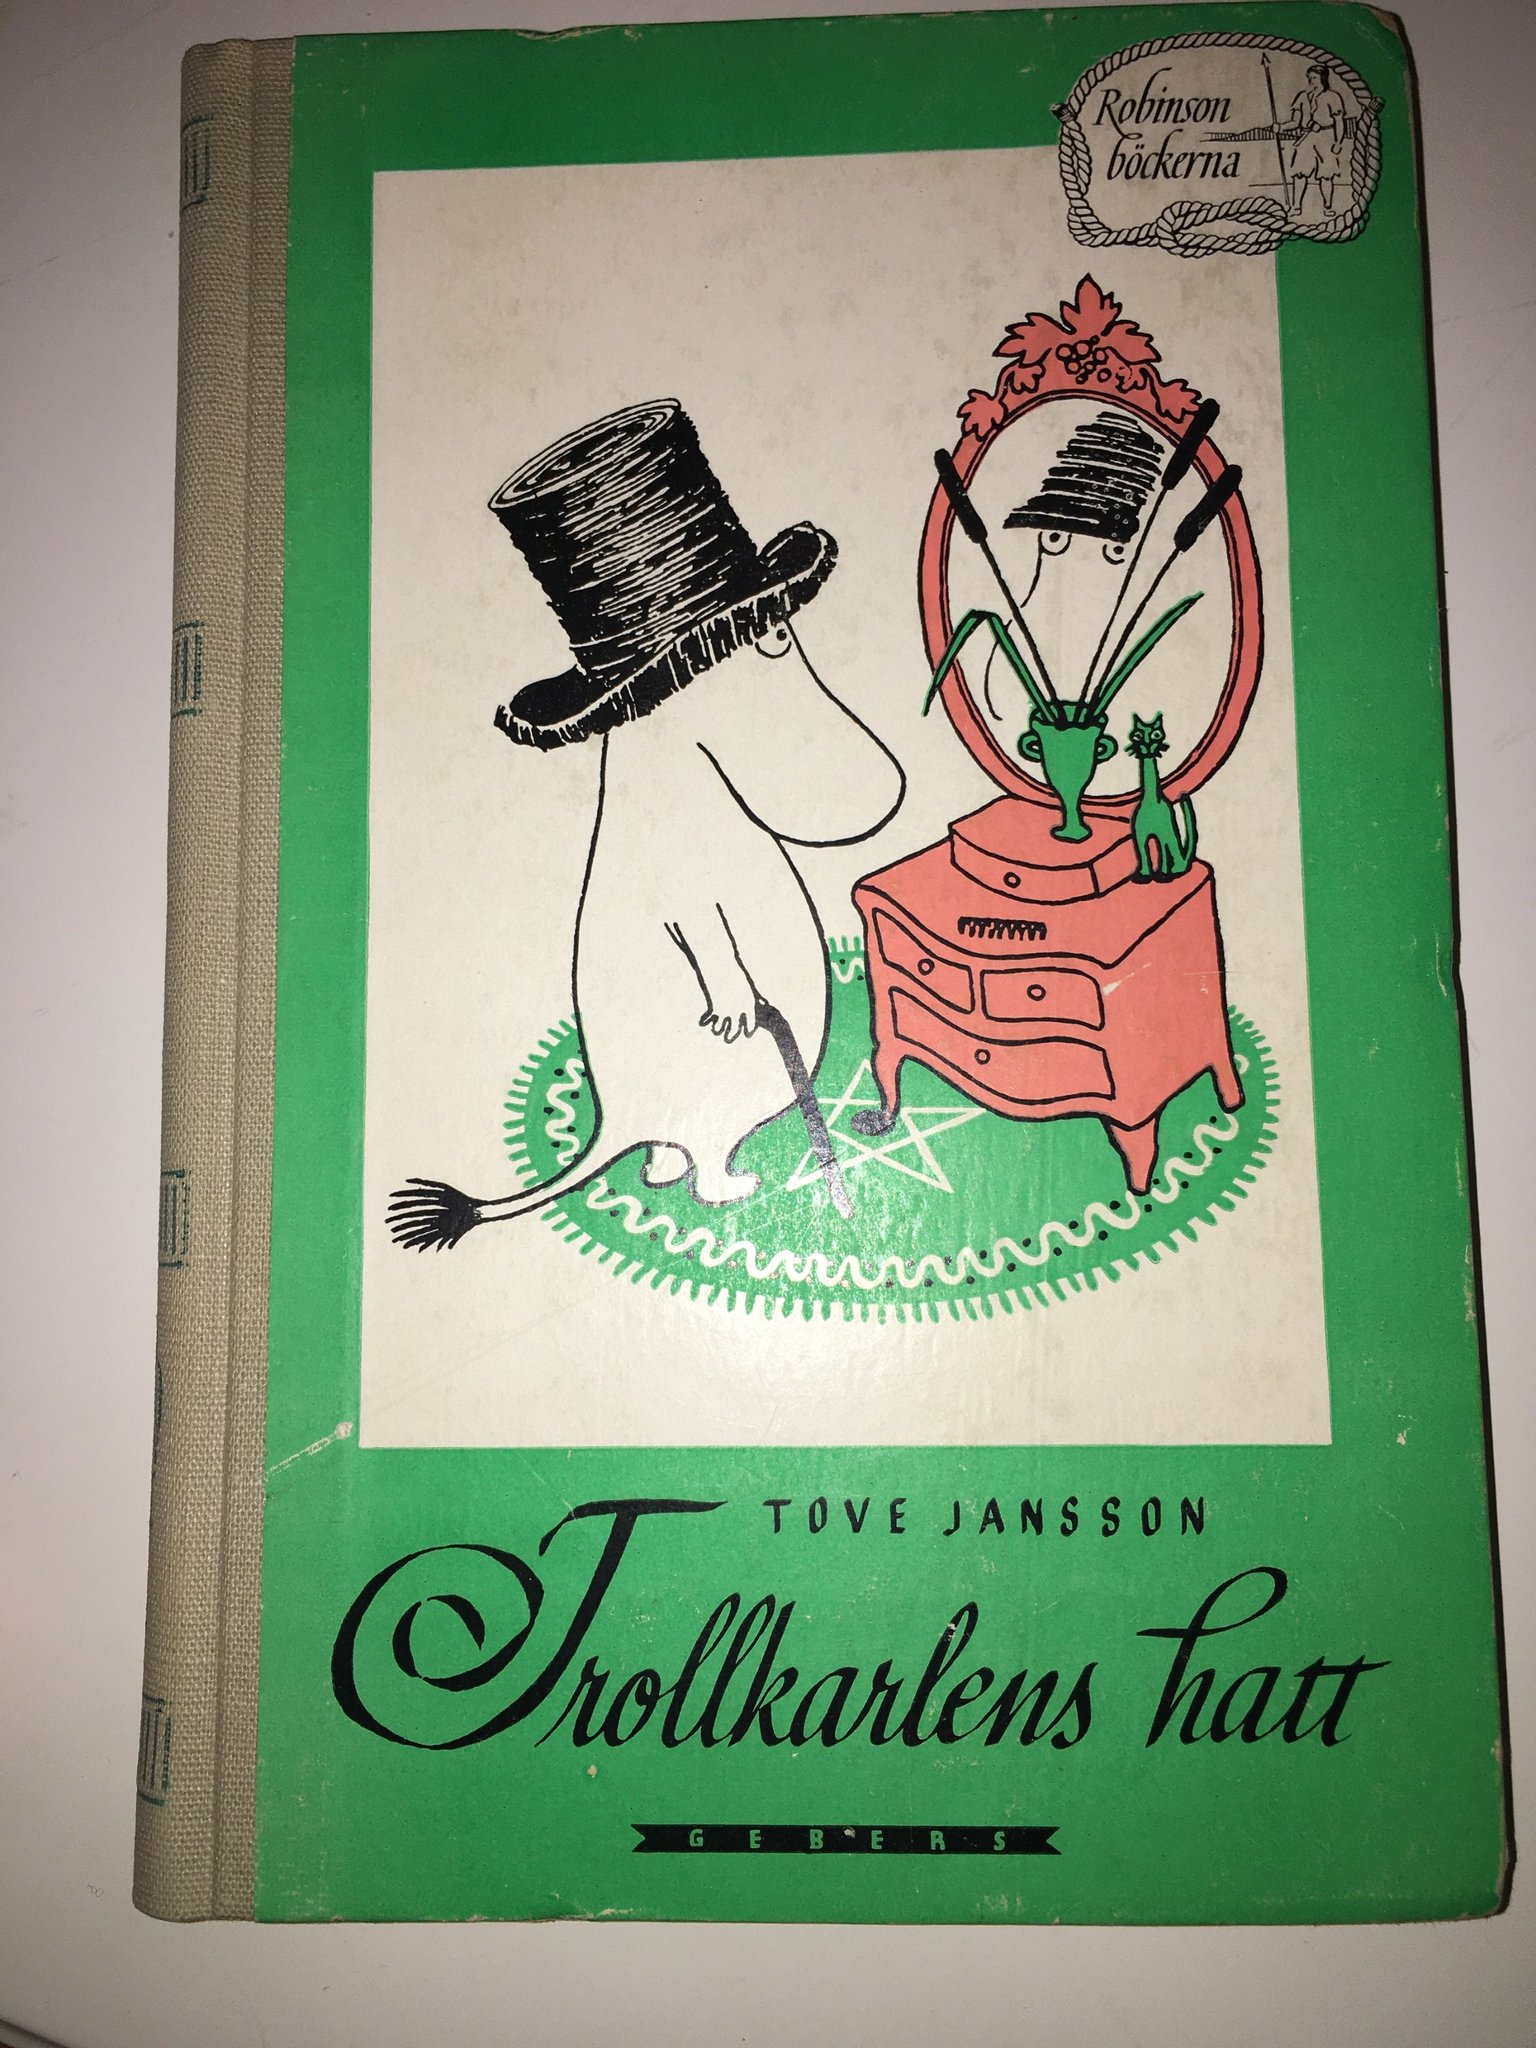 Robinson
böckerna
TOVE JANSSON
Trollkarlens hatt
GEBERS